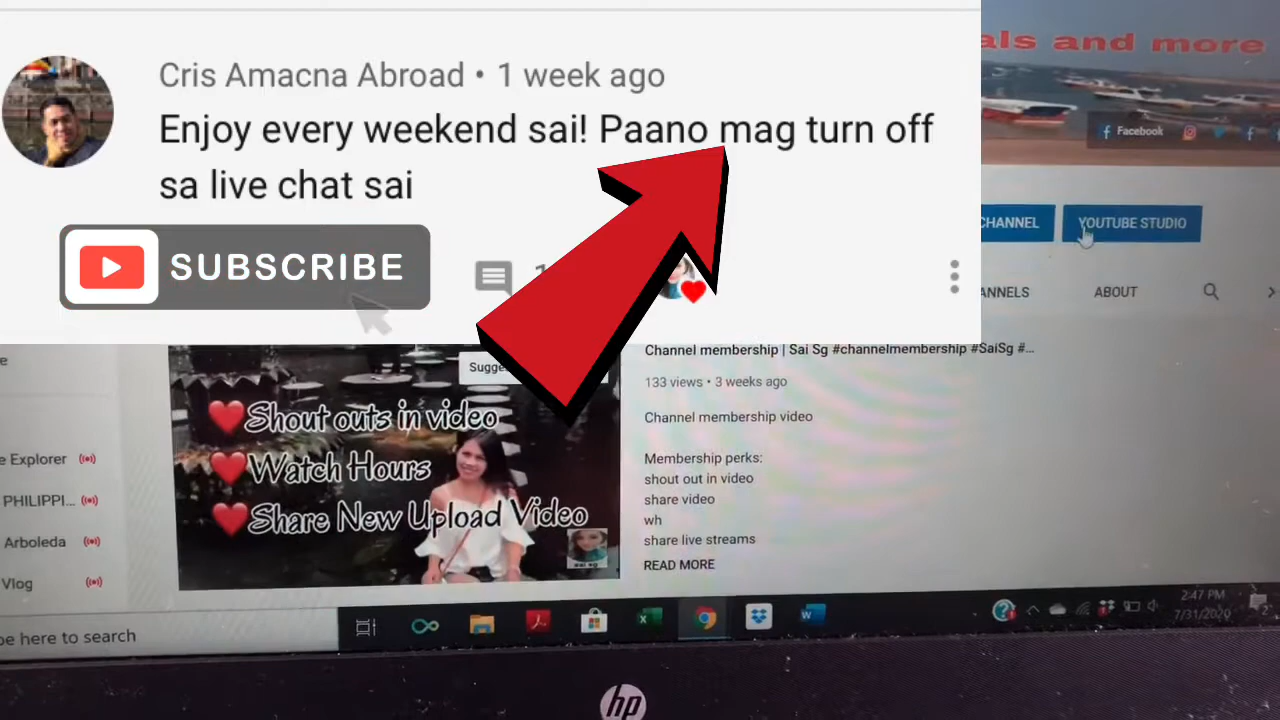 Cris Amacna Abroad • 1 week ago
Enjoy every weekend sai! Paano mag turn off
sa live chat sai
SUBSCRIBE
als and more
Facebook
CHANNEL
YOUTUBE STUDIO
ANNELS
ABOUT
Channel membership | Sai Sg #channelmembership #SaiSg #...
133 views • 3 weeks ago
Channel membership video
Membership perks:
shout out in video
share video
wh
share live streams
READ MORE
Shout outs in video
Watch Hours
Share New Upload Video
sai sg
e Explorer
PHILIPPI...
Arboleda
Vlog
pe here to search
2:47 PM
7/31/2020
hp